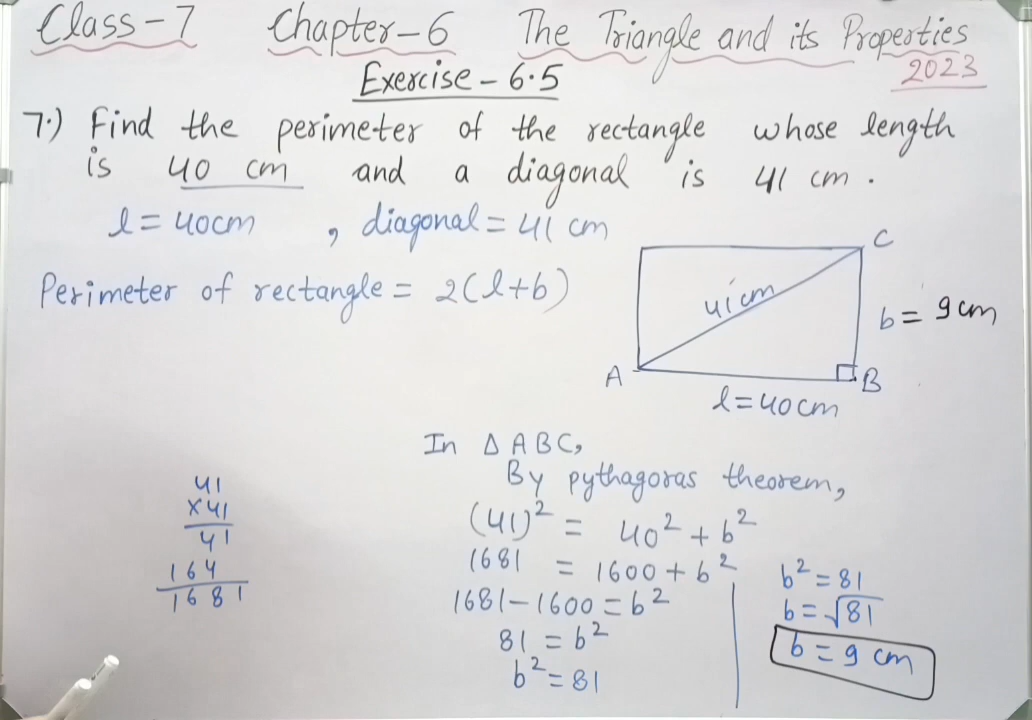 Class-7 Chapter-6 The Triangle and its Properties
2023
Exercise - 6.5
7.) Find the perimeter of the rectangle whose length
is 40 cm and a diagonal is 41 cm.
l = 40cm , diagonal = 41 cm
Perimeter of rectangle = 2(l+b)
C
41cm
b = 9cm
A
B
l=40cm
In Δ ABC,
By pythagoras theorem,
(41)² = 40² + b²
1681 = 1600 + b²
1681-1600 = b²
81 = b²
b² = 81
b² = 81
b = √81
b = 9 cm
41
x41
41
164
1681